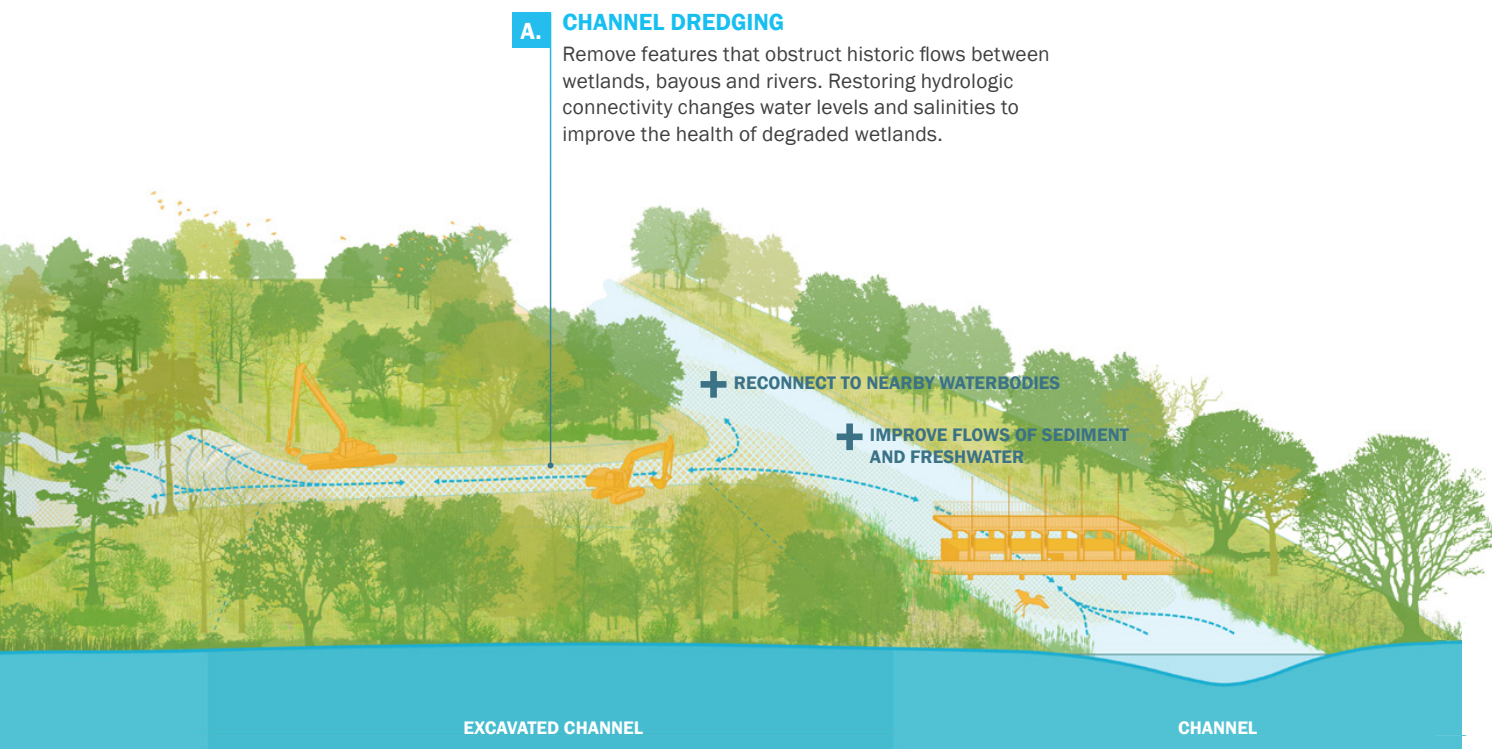 A.
CHANNEL DREDGING
Remove features that obstruct historic flows between
wetlands, bayous and rivers. Restoring hydrologic
connectivity changes water levels and salinities to
improve the health of degraded wetlands.
RECONNECT TO NEARBY WATERBODIES
IMPROVE FLOWS OF SEDIMENT
AND FRESHWATER
EXCAVATED CHANNEL
CHANNEL